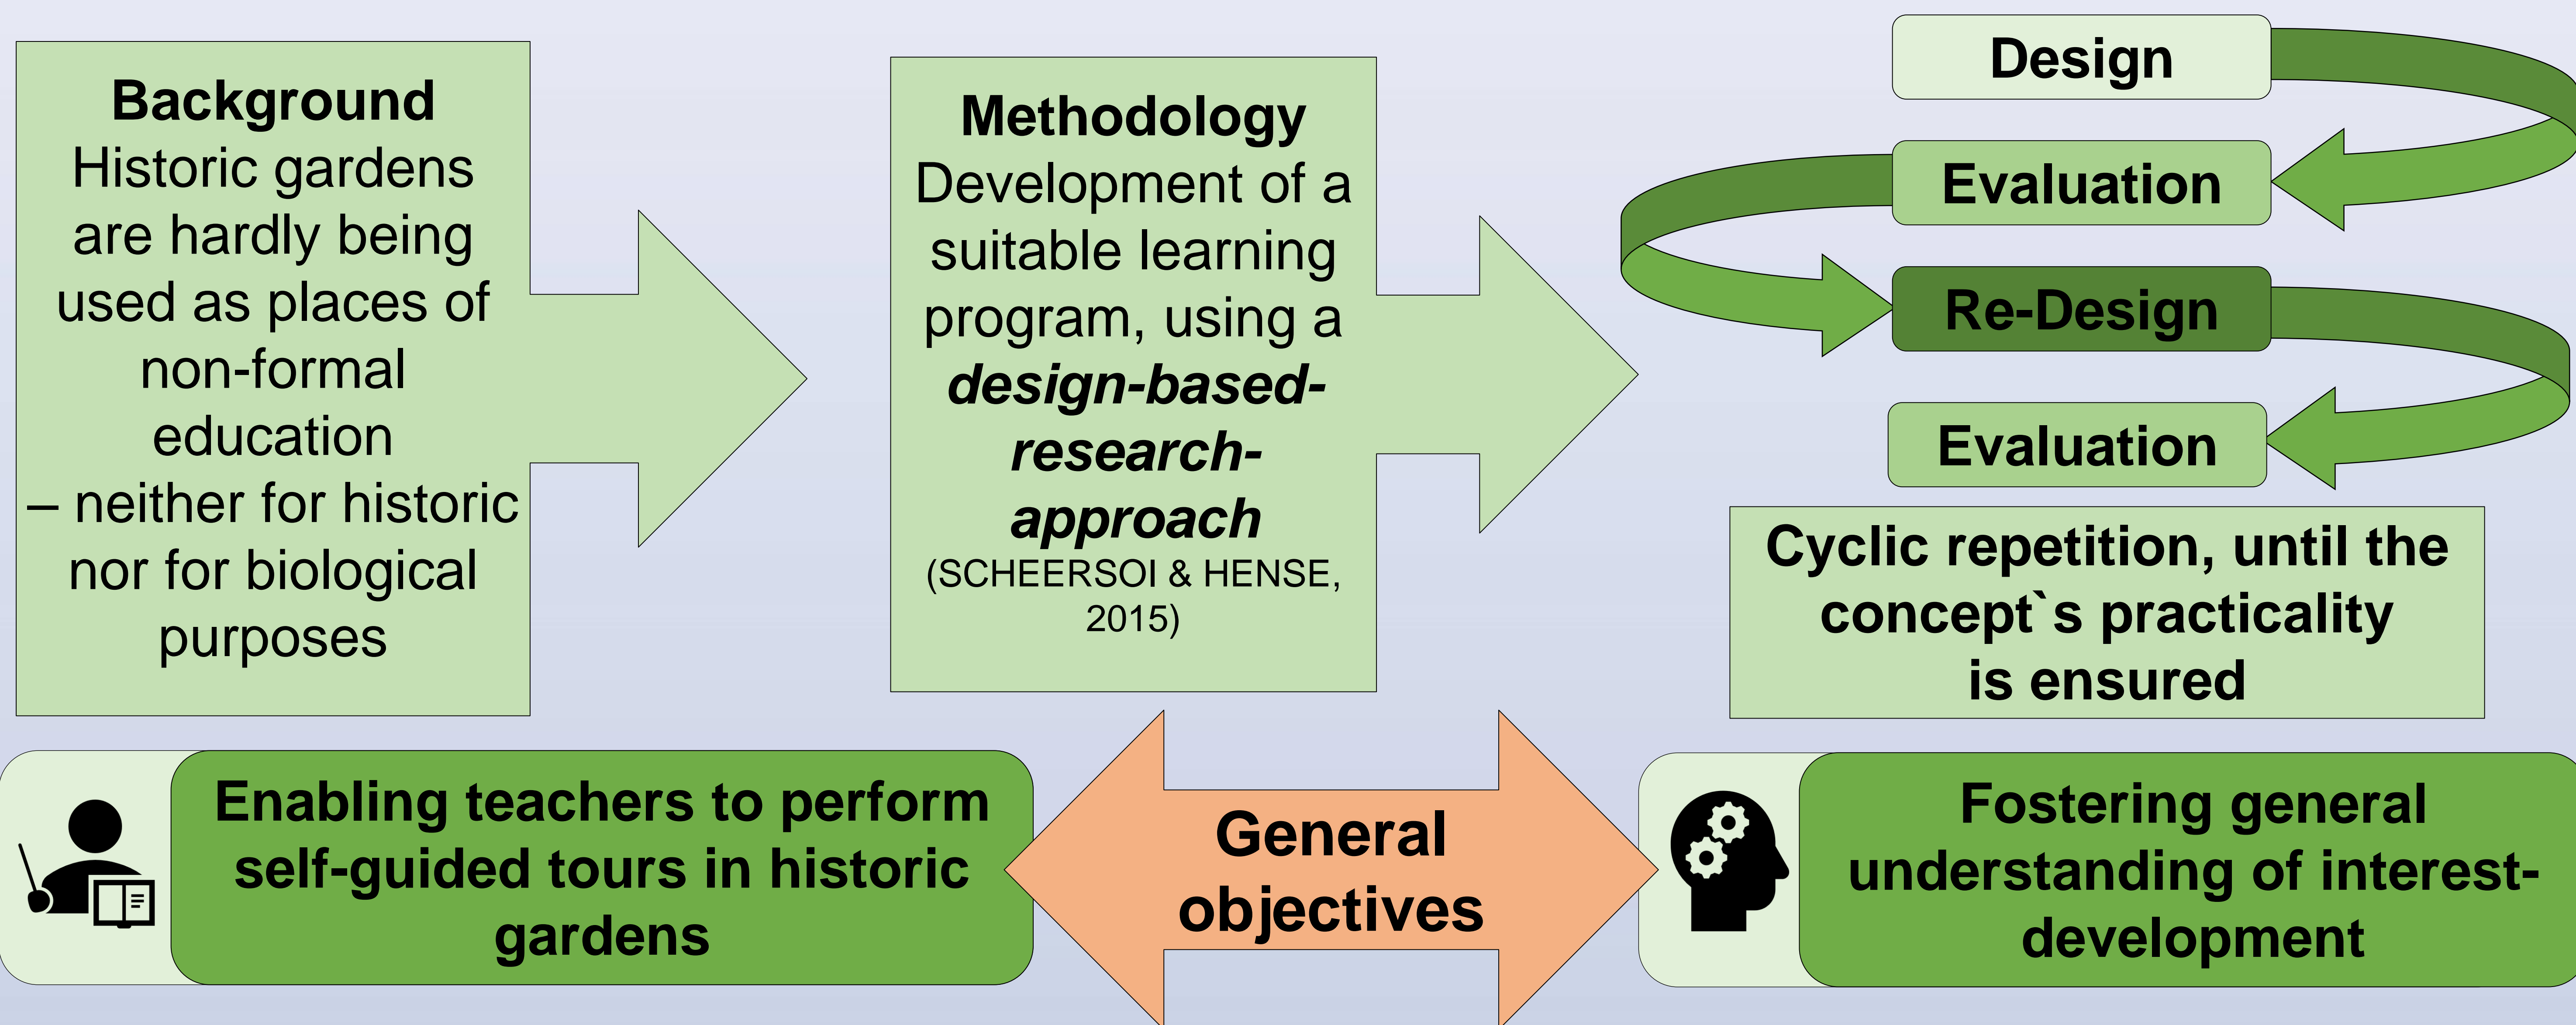 Background
Historic gardens
are hardly being
used as places of
non-formal
education
– neither for historic
nor for biological
purposes
Methodology
Development of a
suitable learning
program, using a
design-based-
research-
approach
(SCHEERSOI & HENSE,
2015)
Design
Evaluation
Re-Design
Evaluation
Cyclic repetition, until the
concept`s practicality
is ensured
Enabling teachers to perform
self-guided tours in historic
gardens
General
objectives
Fostering general
understanding of interest-
development